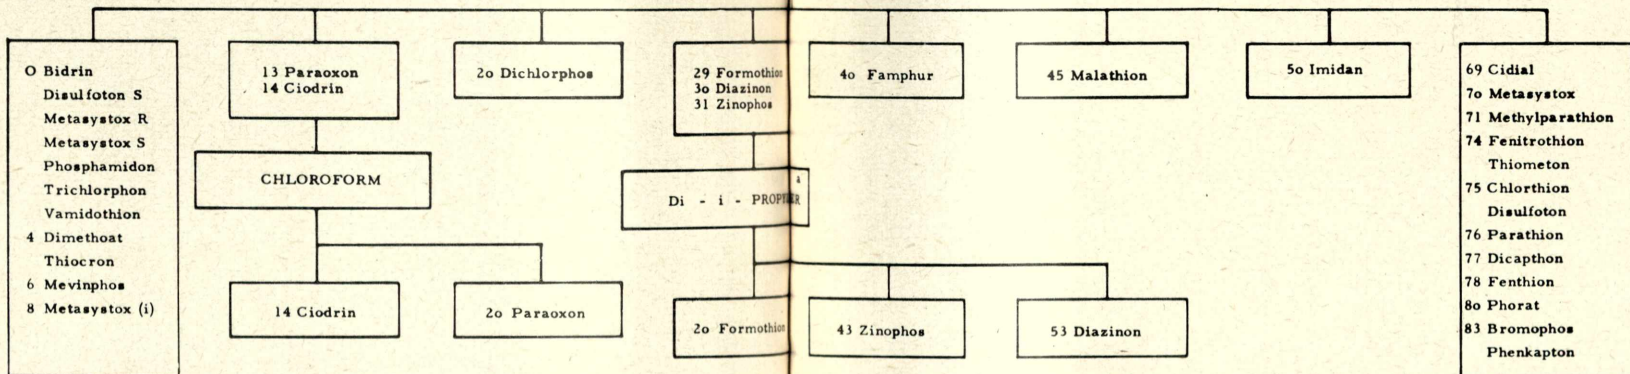 O Bidrin
Disulfoton S
Metasystox R
Metasystox S
Phosphamidon
Trichlorphon
Vamidothion
4 Dimethoat
Thiocron
6 Mevinphos
8 Metasystox (i)
13 Paraoxon
14 Ciodrin
CHLOROFORM
14 Ciodrin
2o Paraoxon
2o Dichlorphos
29 Formothion
3o Diazinon
31 Zinophos
Di - i -
2o Formothion
43 Zinophos
53 Diazinon
4o Famphur
45 Malathion
5o Imidan
69 Cidial
7o Metasystox
71 Methylparathion
74 Fenitrothion
Thiometon
75 Chlorthion
Disulfoton
76 Parathion
77 Dicapthon
78 Fenthion
8o Phorat
83 Bromophos
Phenkapton